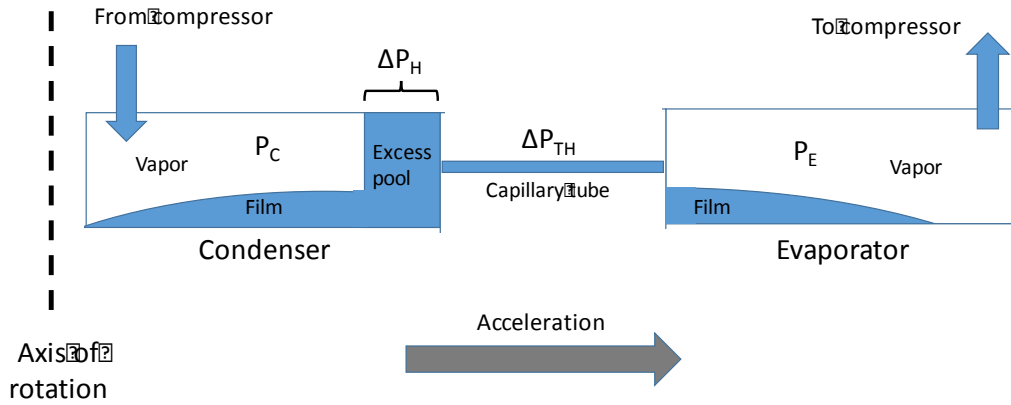 From compressor
To compressor
ΔP_H
P_C
Vapor
Excess
pool
Film
ΔP_TH
Capillary tube
P_E
Vapor
Film
Condenser
Evaporator
Acceleration
Axis of
rotation